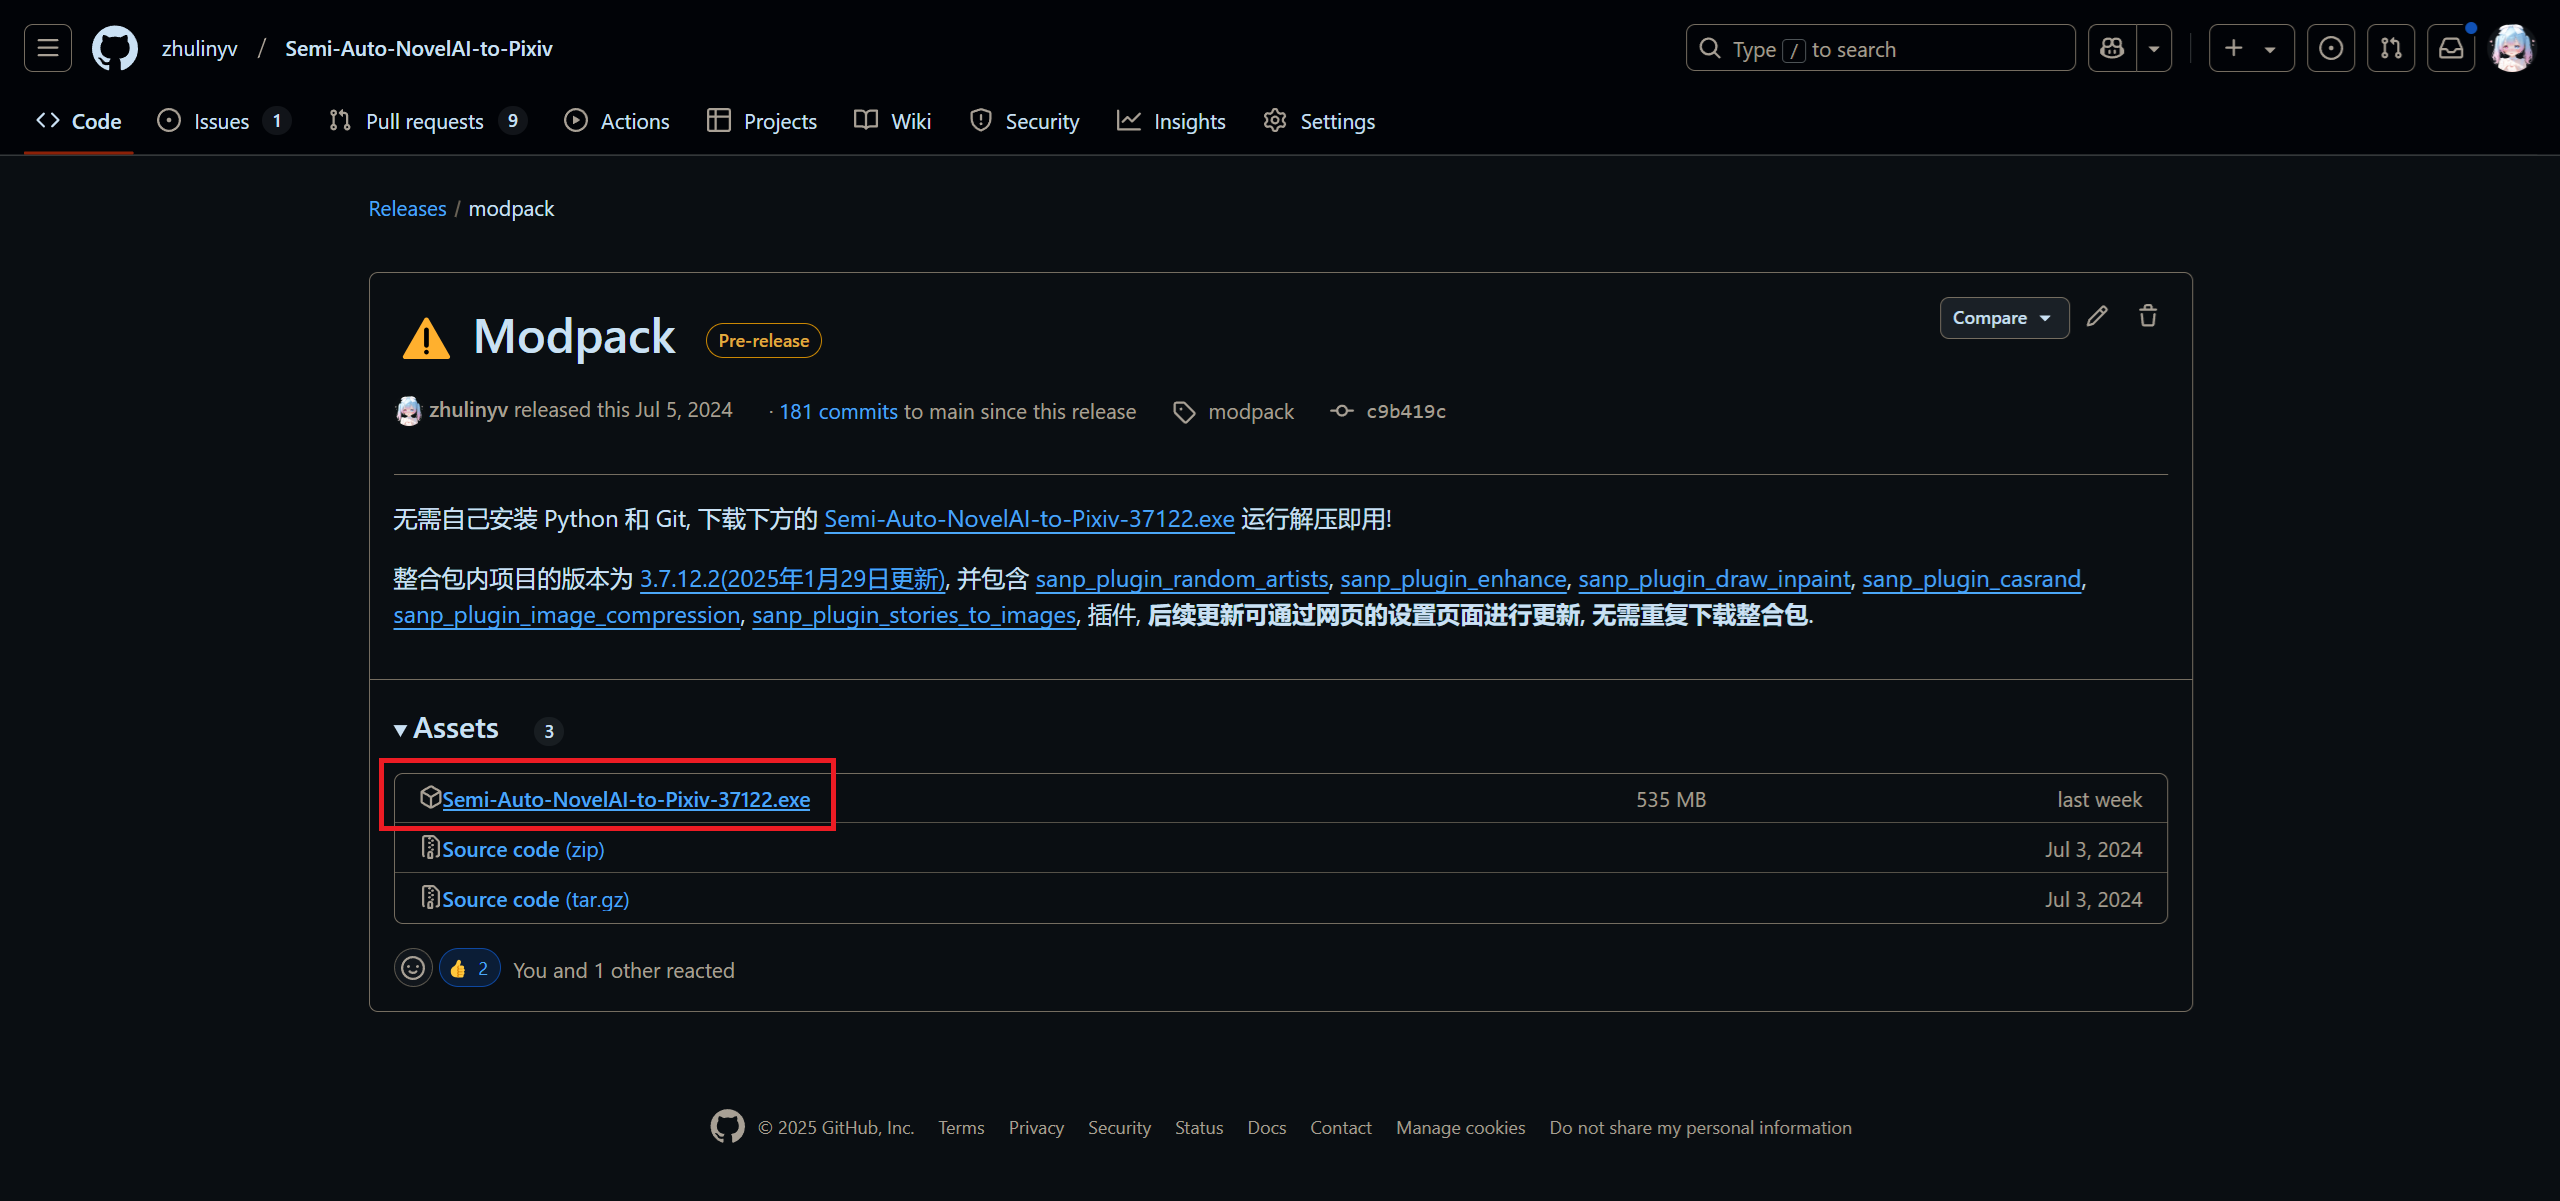 zhulinyv / Semi-Auto-NovelAI-to-Pixiv
Type / to search
Code Issues 1 Pull requests 9 Actions Projects Wiki Security Insights Settings
Releases / modpack
Modpack Pre-release
Compare
zhulinyv released this Jul 5, 2024 · 181 commits to main since this release modpack c9b419c
无需自己安装 Python 和 Git, 下载下方的 Semi-Auto-NovelAI-to-Pixiv-37122.exe 运行解压即用!
整合包内项目的版本为 3.7.12.2(2025年1月29日更新), 并包含 sanp_plugin_random_artists, sanp_plugin_enhance, sanp_plugin_draw_inpaint, sanp_plugin_casrand,
sanp_plugin_image_compression, sanp_plugin_stories_to_images, 插件, 后续更新可通过网页的设置页面进行更新, 无需重复下载整合包.
Assets 3
Semi-Auto-NovelAI-to-Pixiv-37122.exe 535 MB last week
Source code (zip) Jul 3, 2024
Source code (tar.gz) Jul 3, 2024
👍 2 You and 1 other reacted
© 2025 GitHub, Inc. Terms Privacy Security Status Docs Contact Manage cookies Do not share my personal information